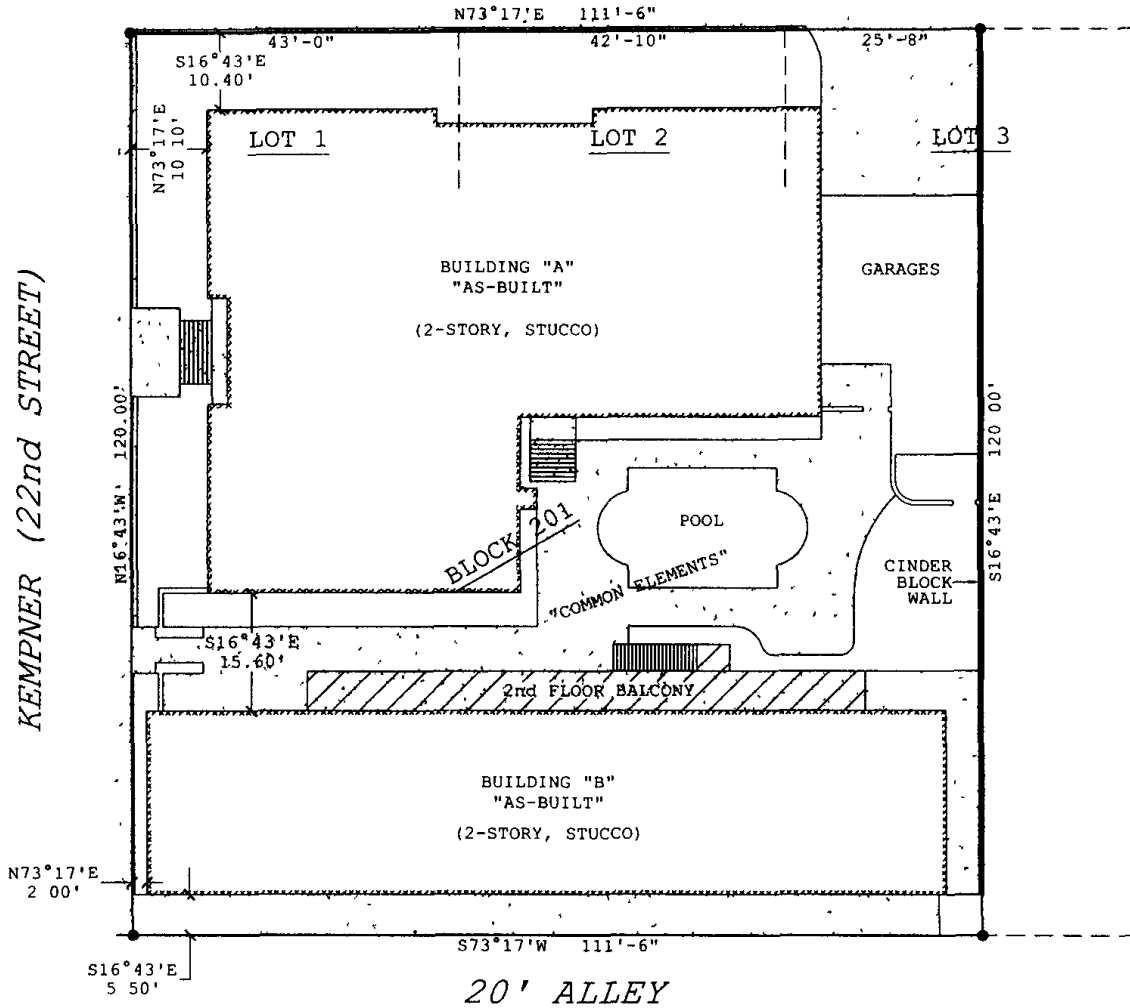 N73°17'E 111'-6"
43'-0" 42'-10" 25'-8"
S16°43'E
10.40'
N73°17'E
10 10'
LOT 1
LOT 2
LOT 3
BUILDING "A"
"AS-BUILT"
(2-STORY, STUCCO)
GARAGES
KEMPNER (22nd STREET)
N16°43'W 120.00'
S16°43'E 120 00'
POOL
BLOCK 201
"COMMON ELEMENTS"
CINDER
BLOCK
WALL
S16°43'E
15.60'
2nd FLOOR BALCONY
BUILDING "B"
"AS-BUILT"
(2-STORY, STUCCO)
N73°17'E
2 00'
S73°17'W 111'-6"
S16°43'E
5 50'
20' ALLEY